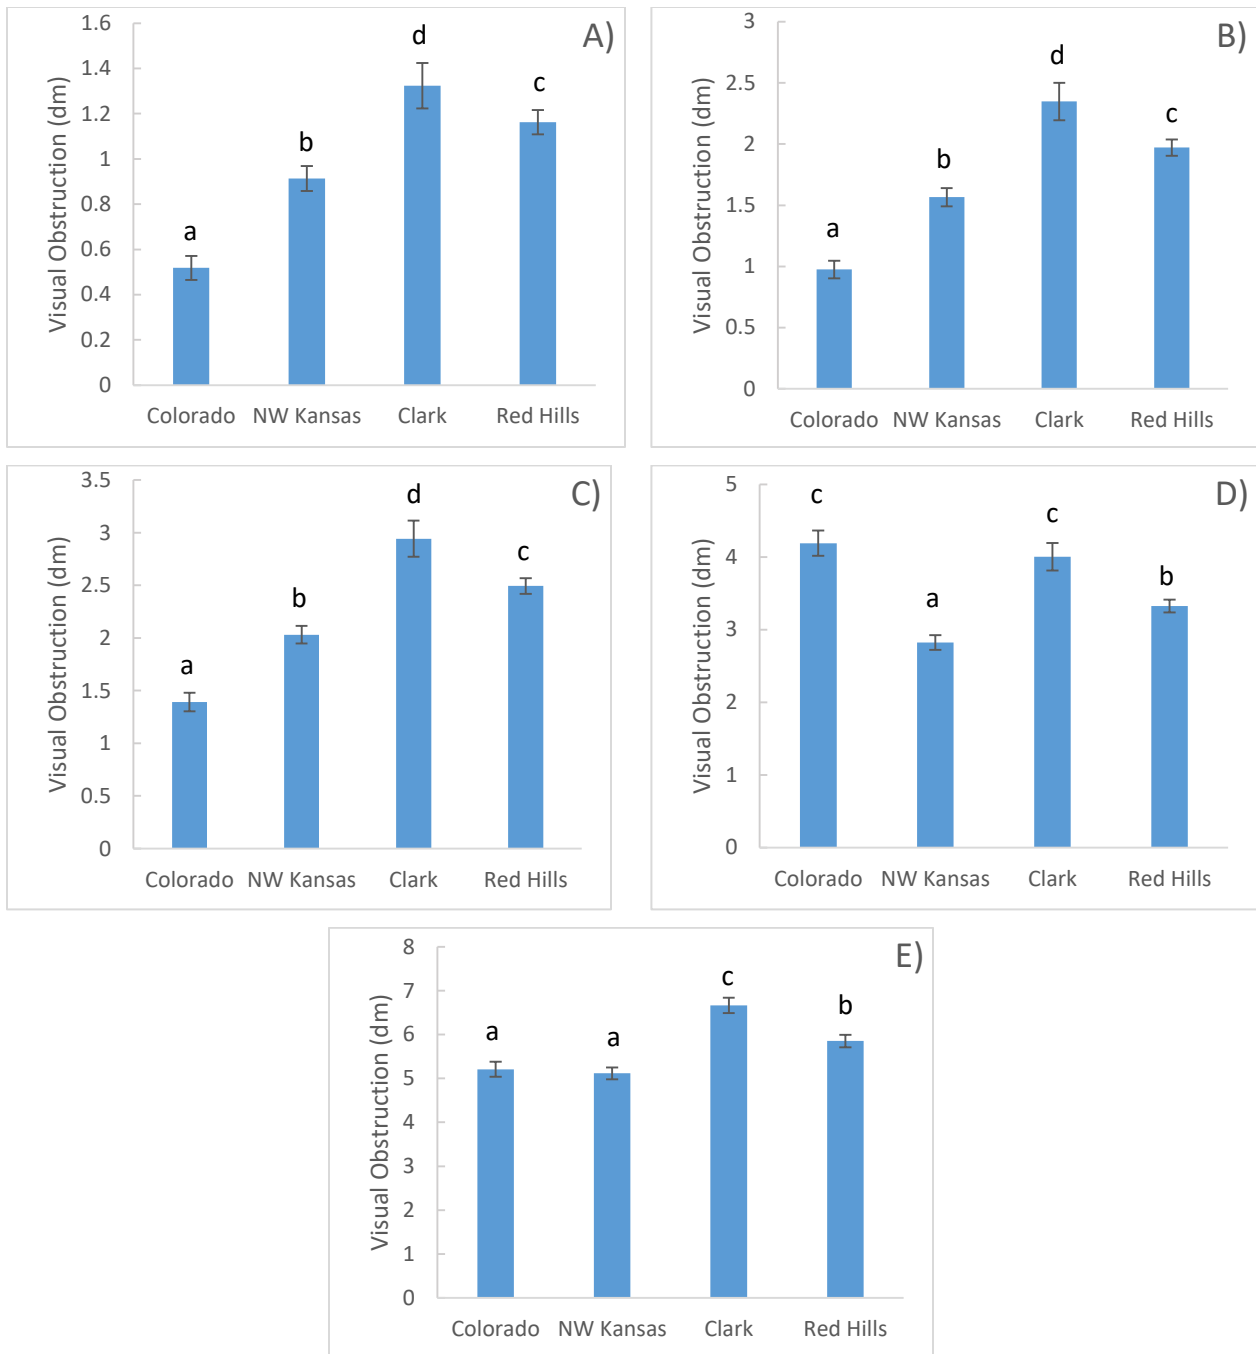 A)
Visual Obstruction (dm)
1.6
1.4
1.2
1
0.8
0.6
0.4
0.2
0
a
b
d
c
Colorado NW Kansas Clark Red Hills
B)
Visual Obstruction (dm)
3
2.5
2
1.5
1
0.5
0
a
b
d
c
Colorado NW Kansas Clark Red Hills
C)
Visual Obstruction (dm)
3.5
3
2.5
2
1.5
1
0.5
0
a
b
d
c
Colorado NW Kansas Clark Red Hills
D)
Visual Obstruction (dm)
5
4
3
2
1
0
c
a
c
b
Colorado NW Kansas Clark Red Hills
E)
Visual Obstruction (dm)
8
7
6
5
4
3
2
1
0
a
a
c
b
Colorado NW Kansas Clark Red Hills